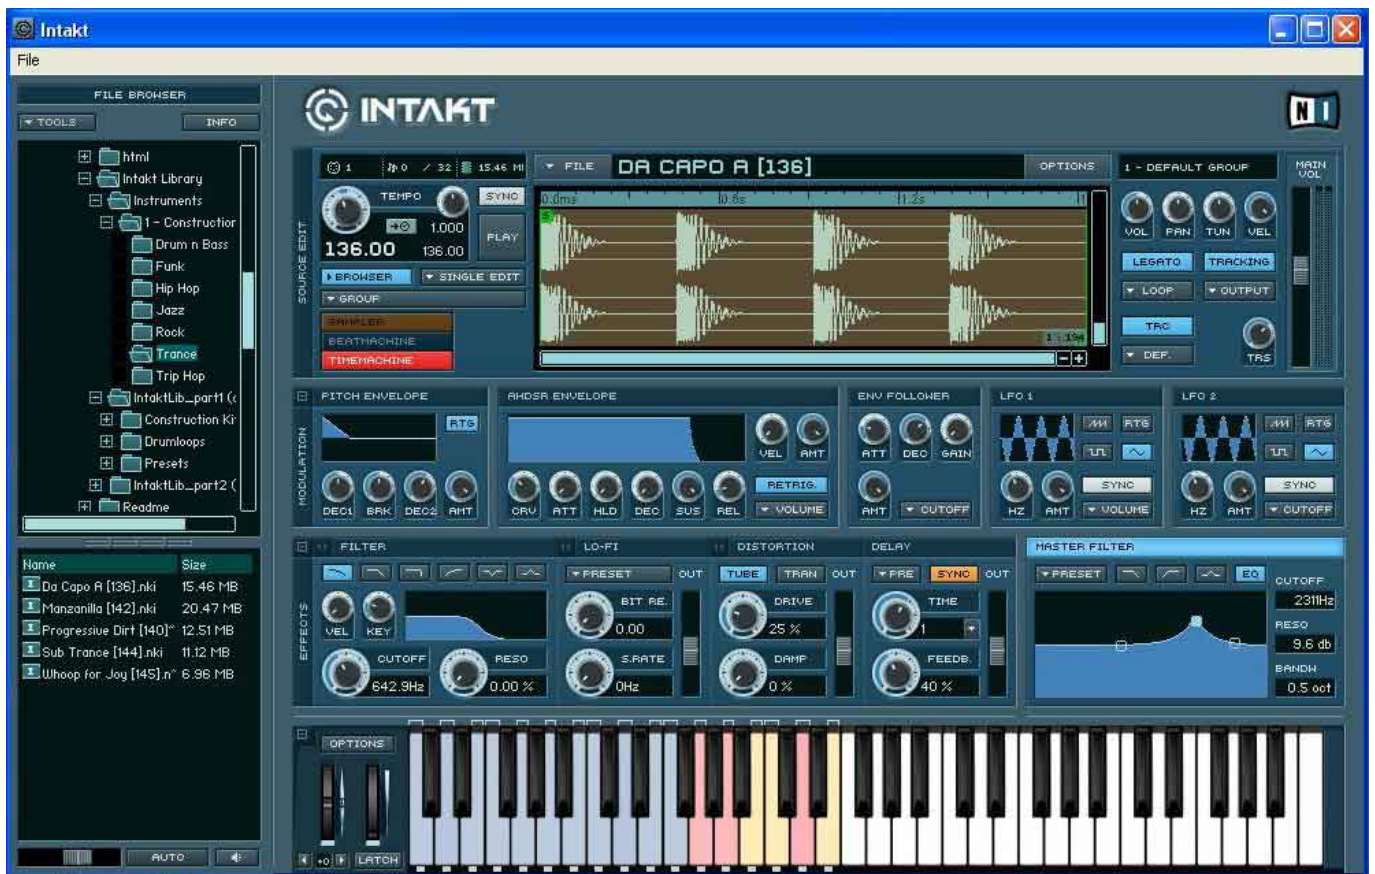 Intakt
File
FILE BROWSER
TOOLS INFO
html
Intakt Library
Instruments
1 - Construction
Drum n Bass
Funk
Hip Hop
Jazz
Rock
Trance
Trip Hop
IntaktLib_part1 (c
Construction Ki
Drumloops
Presets
IntaktLib_part2 (
Readme
Name Size
Da Capo A [136].nki 15.46 MB
Manzanilla [142].nki 20.47 MB
Progressive Dirt [140]~ 12.51 MB
Sub Trance [144].nki 11.12 MB
Whoop for Joy [145].n~ 6.96 MB
AUTO
INTAKT
NI
SOURCE EDIT
1 0 / 32 15.46 MI
FILE DA CAPO A [136] OPTIONS
1 - DEFAULT GROUP
MAIN VOL
TEMPO SYNC
1.000
136.00 136.00
PLAY
BROWSER SINGLE EDIT
GROUP
SAMPLER
BEATMACHINE
TIMEMACHINE
0.0ms 0.6s 1.2s
S
1 - 194
VOL PAN TUN VEL
LEGATO TRACKING
LOOP OUTPUT
TRC
DEF. TRS
MODULATION
PITCH ENVELOPE
RTG
DEC1 BRK DEC2 AMT
AHDSR ENVELOPE
VEL AMT
RETRIG.
CRV ATT HLD DEC SUS REL VOLUME
ENV FOLLOWER
ATT DEC GAIN
AMT CUTOFF
LFO 1
RTG
SYNC
HZ AMT VOLUME
LFO 2
RTG
SYNC
HZ AMT CUTOFF
EFFECTS
FILTER
VEL KEY
CUTOFF RESO
642.9Hz 0.00 %
LO-FI
PRESET OUT
BIT RE.
0.00
S.RATE
0Hz
DISTORTION
TUBE TRAN OUT
DRIVE
25 %
DAMP
0 %
DELAY
PRE SYNC OUT
TIME
1
FEEDB.
40 %
MASTER FILTER
PRESET EQ
CUTOFF
2311Hz
RESO
9.6 db
BANDW
0.5 oct
OPTIONS
+0 LATCH